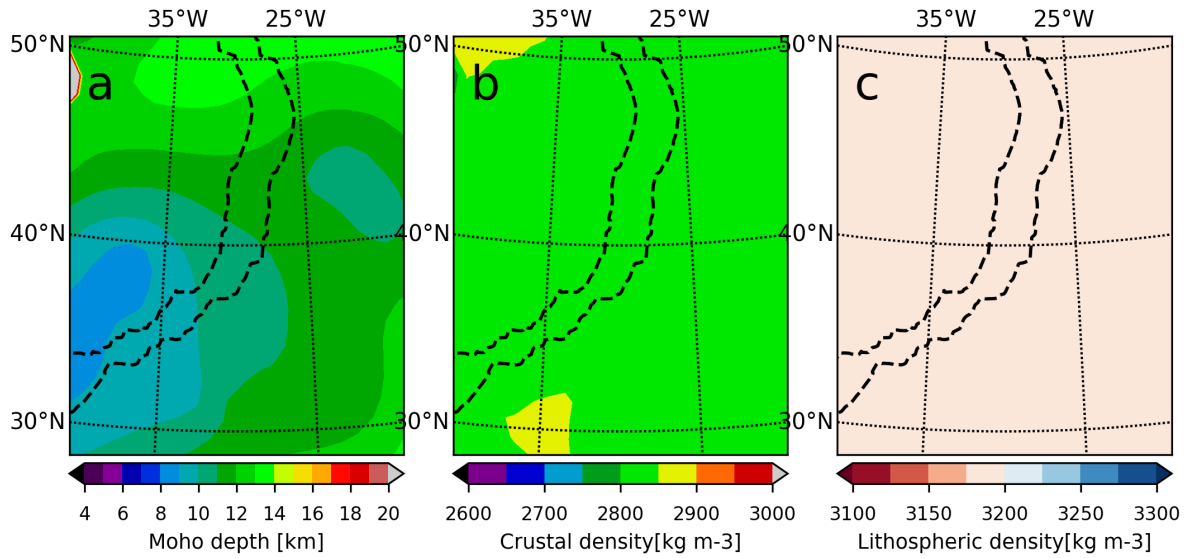 35°W 25°W 35°W 25°W 35°W 25°W
50°N 50°N 50°N
a b c
40°N 40°N 40°N
30°N 30°N 30°N
4 6 8 10 12 14 16 18 20 2600 2700 2800 2900 3000 3100 3150 3200 3250 3300
Moho depth [km] Crustal density[kg m-3] Lithospheric density[kg m-3]